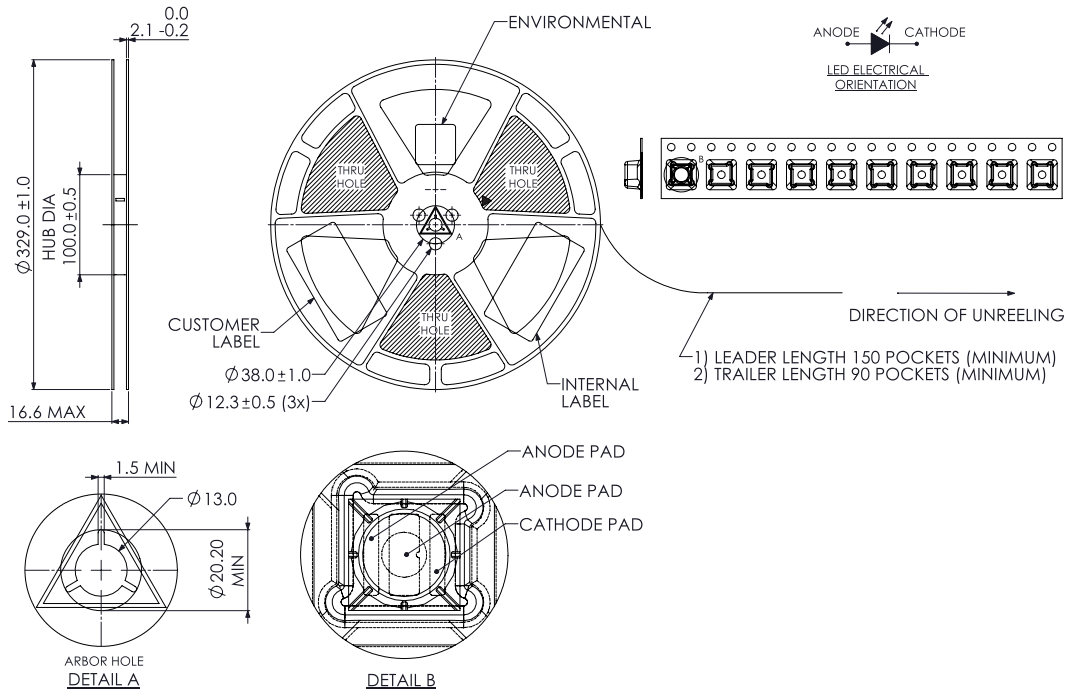 0.0
2.1 -0.2
ENVIRONMENTAL
ANODE
CATHODE
LED ELECTRICAL
ORIENTATION
B
THRU
HOLE
THRU
HOLE
A
Ø329.0 ±1.0
HUB DIA
100.0 ±0.5
THRU
HOLE
CUSTOMER
LABEL
Ø38.0±1.0
Ø12.3±0.5 (3x)
INTERNAL
LABEL
DIRECTION OF UNREELING
1) LEADER LENGTH 150 POCKETS (MINIMUM)
2) TRAILER LENGTH 90 POCKETS (MINIMUM)
16.6 MAX
1.5 MIN
Ø13.0
Ø20.20
MIN
ARBOR HOLE
DETAIL A
ANODE PAD
ANODE PAD
CATHODE PAD
DETAIL B